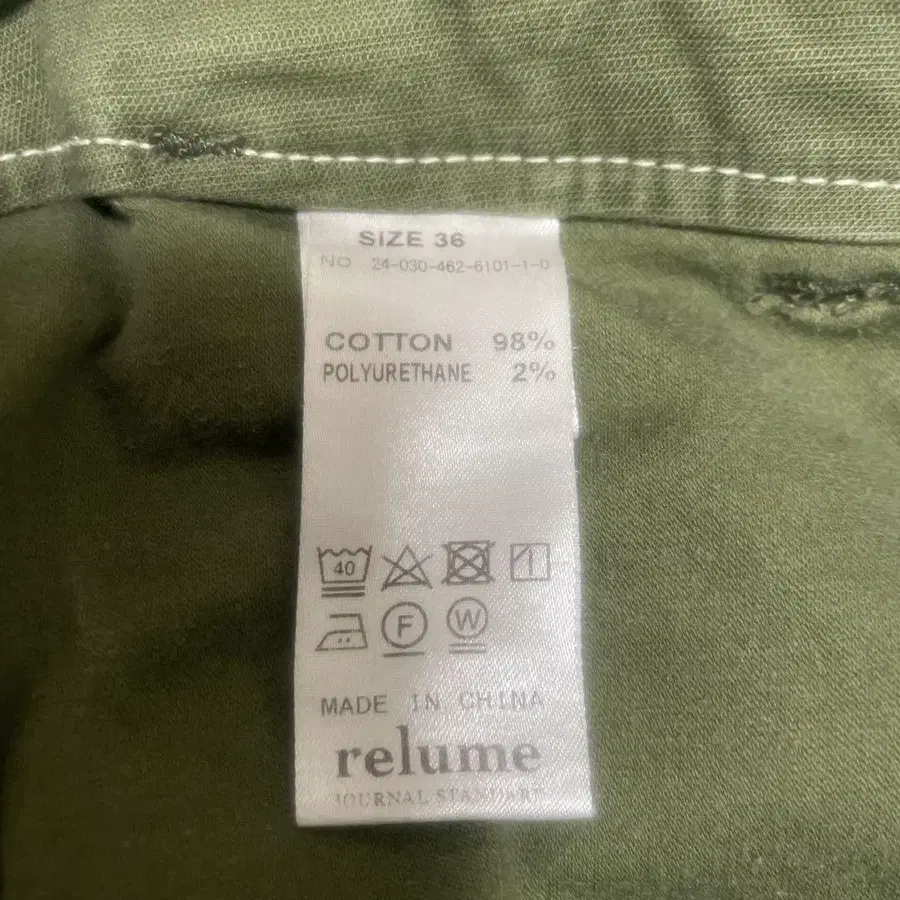 SIZE 36
NO 24-030-462-6101-1-0
COTTON 98%
POLYURETHANE 2%
40
F W
MADE IN CHINA
relume
JOURNAL STANDARD